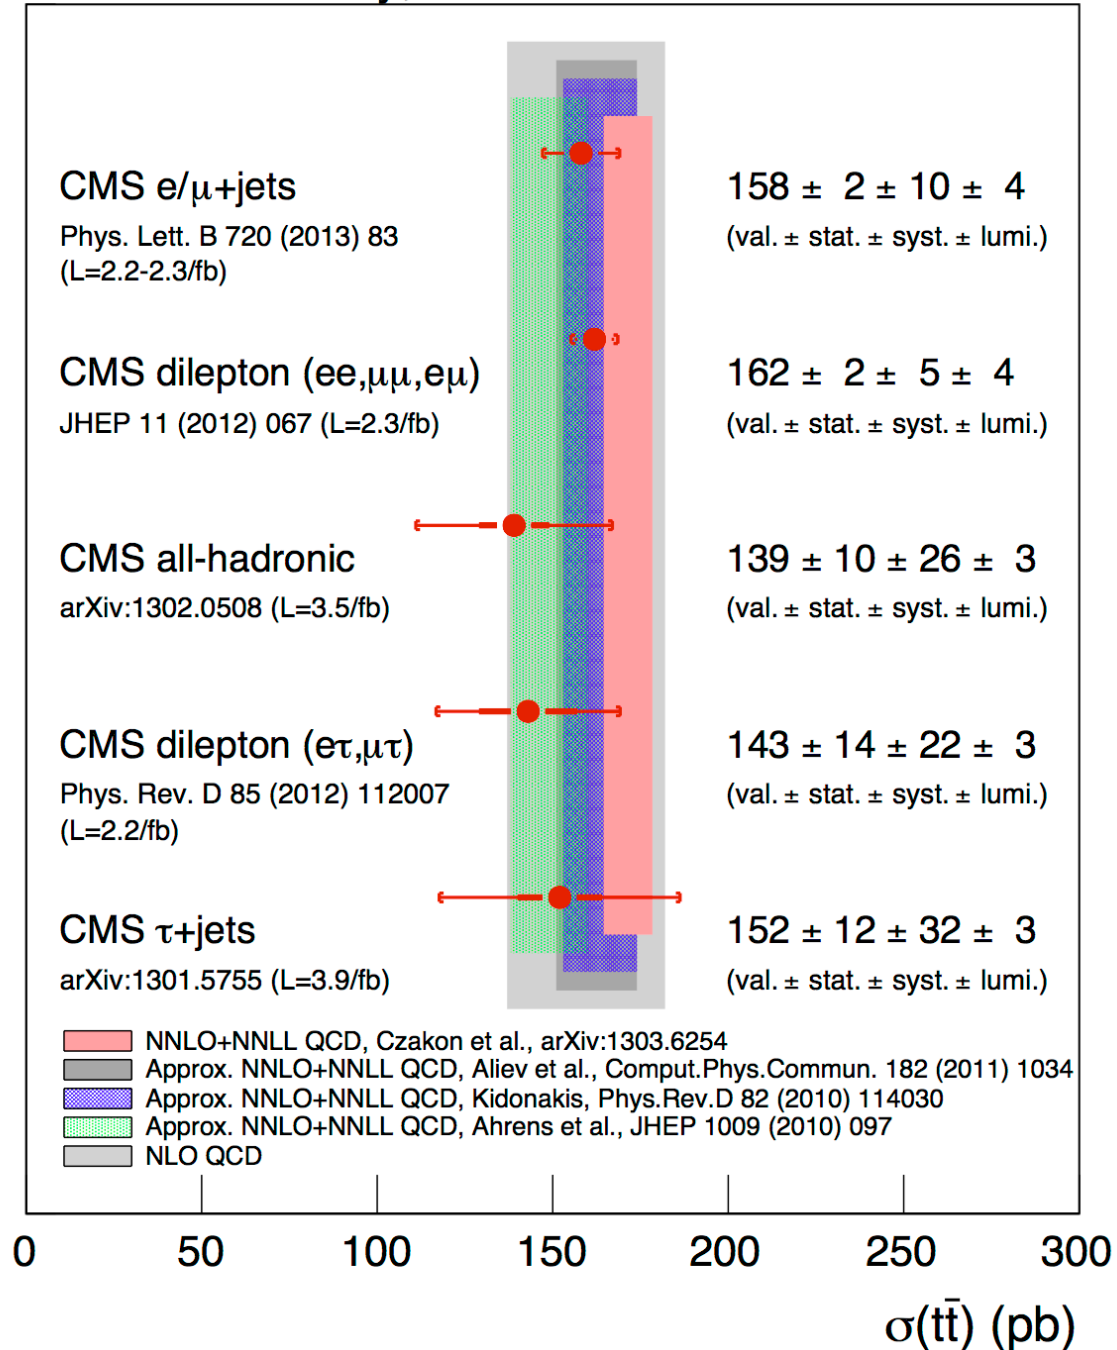 CMS e/μ+jets
158 ± 2 ± 10 ± 4
Phys. Lett. B 720 (2013) 83
(val. ± stat. ± syst. ± lumi.)
(L=2.2-2.3/fb)
CMS dilepton (ee,μμ,eμ)
162 ± 2 ± 5 ± 4
JHEP 11 (2012) 067 (L=2.3/fb)
(val. ± stat. ± syst. ± lumi.)
CMS all-hadronic
139 ± 10 ± 26 ± 3
arXiv:1302.0508 (L=3.5/fb)
(val. ± stat. ± syst. ± lumi.)
CMS dilepton (eτ,μτ)
143 ± 14 ± 22 ± 3
Phys. Rev. D 85 (2012) 112007
(val. ± stat. ± syst. ± lumi.)
(L=2.2/fb)
CMS τ+jets
152 ± 12 ± 32 ± 3
arXiv:1301.5755 (L=3.9/fb)
(val. ± stat. ± syst. ± lumi.)
NNLO+NNLL QCD, Czakon et al., arXiv:1303.6254
Approx. NNLO+NNLL QCD, Aliev et al., Comput.Phys.Commun. 182 (2011) 1034
Approx. NNLO+NNLL QCD, Kidonakis, Phys.Rev.D 82 (2010) 114030
Approx. NNLO+NNLL QCD, Ahrens et al., JHEP 1009 (2010) 097
NLO QCD
0 50 100 150 200 250 300
σ(tt̄) (pb)